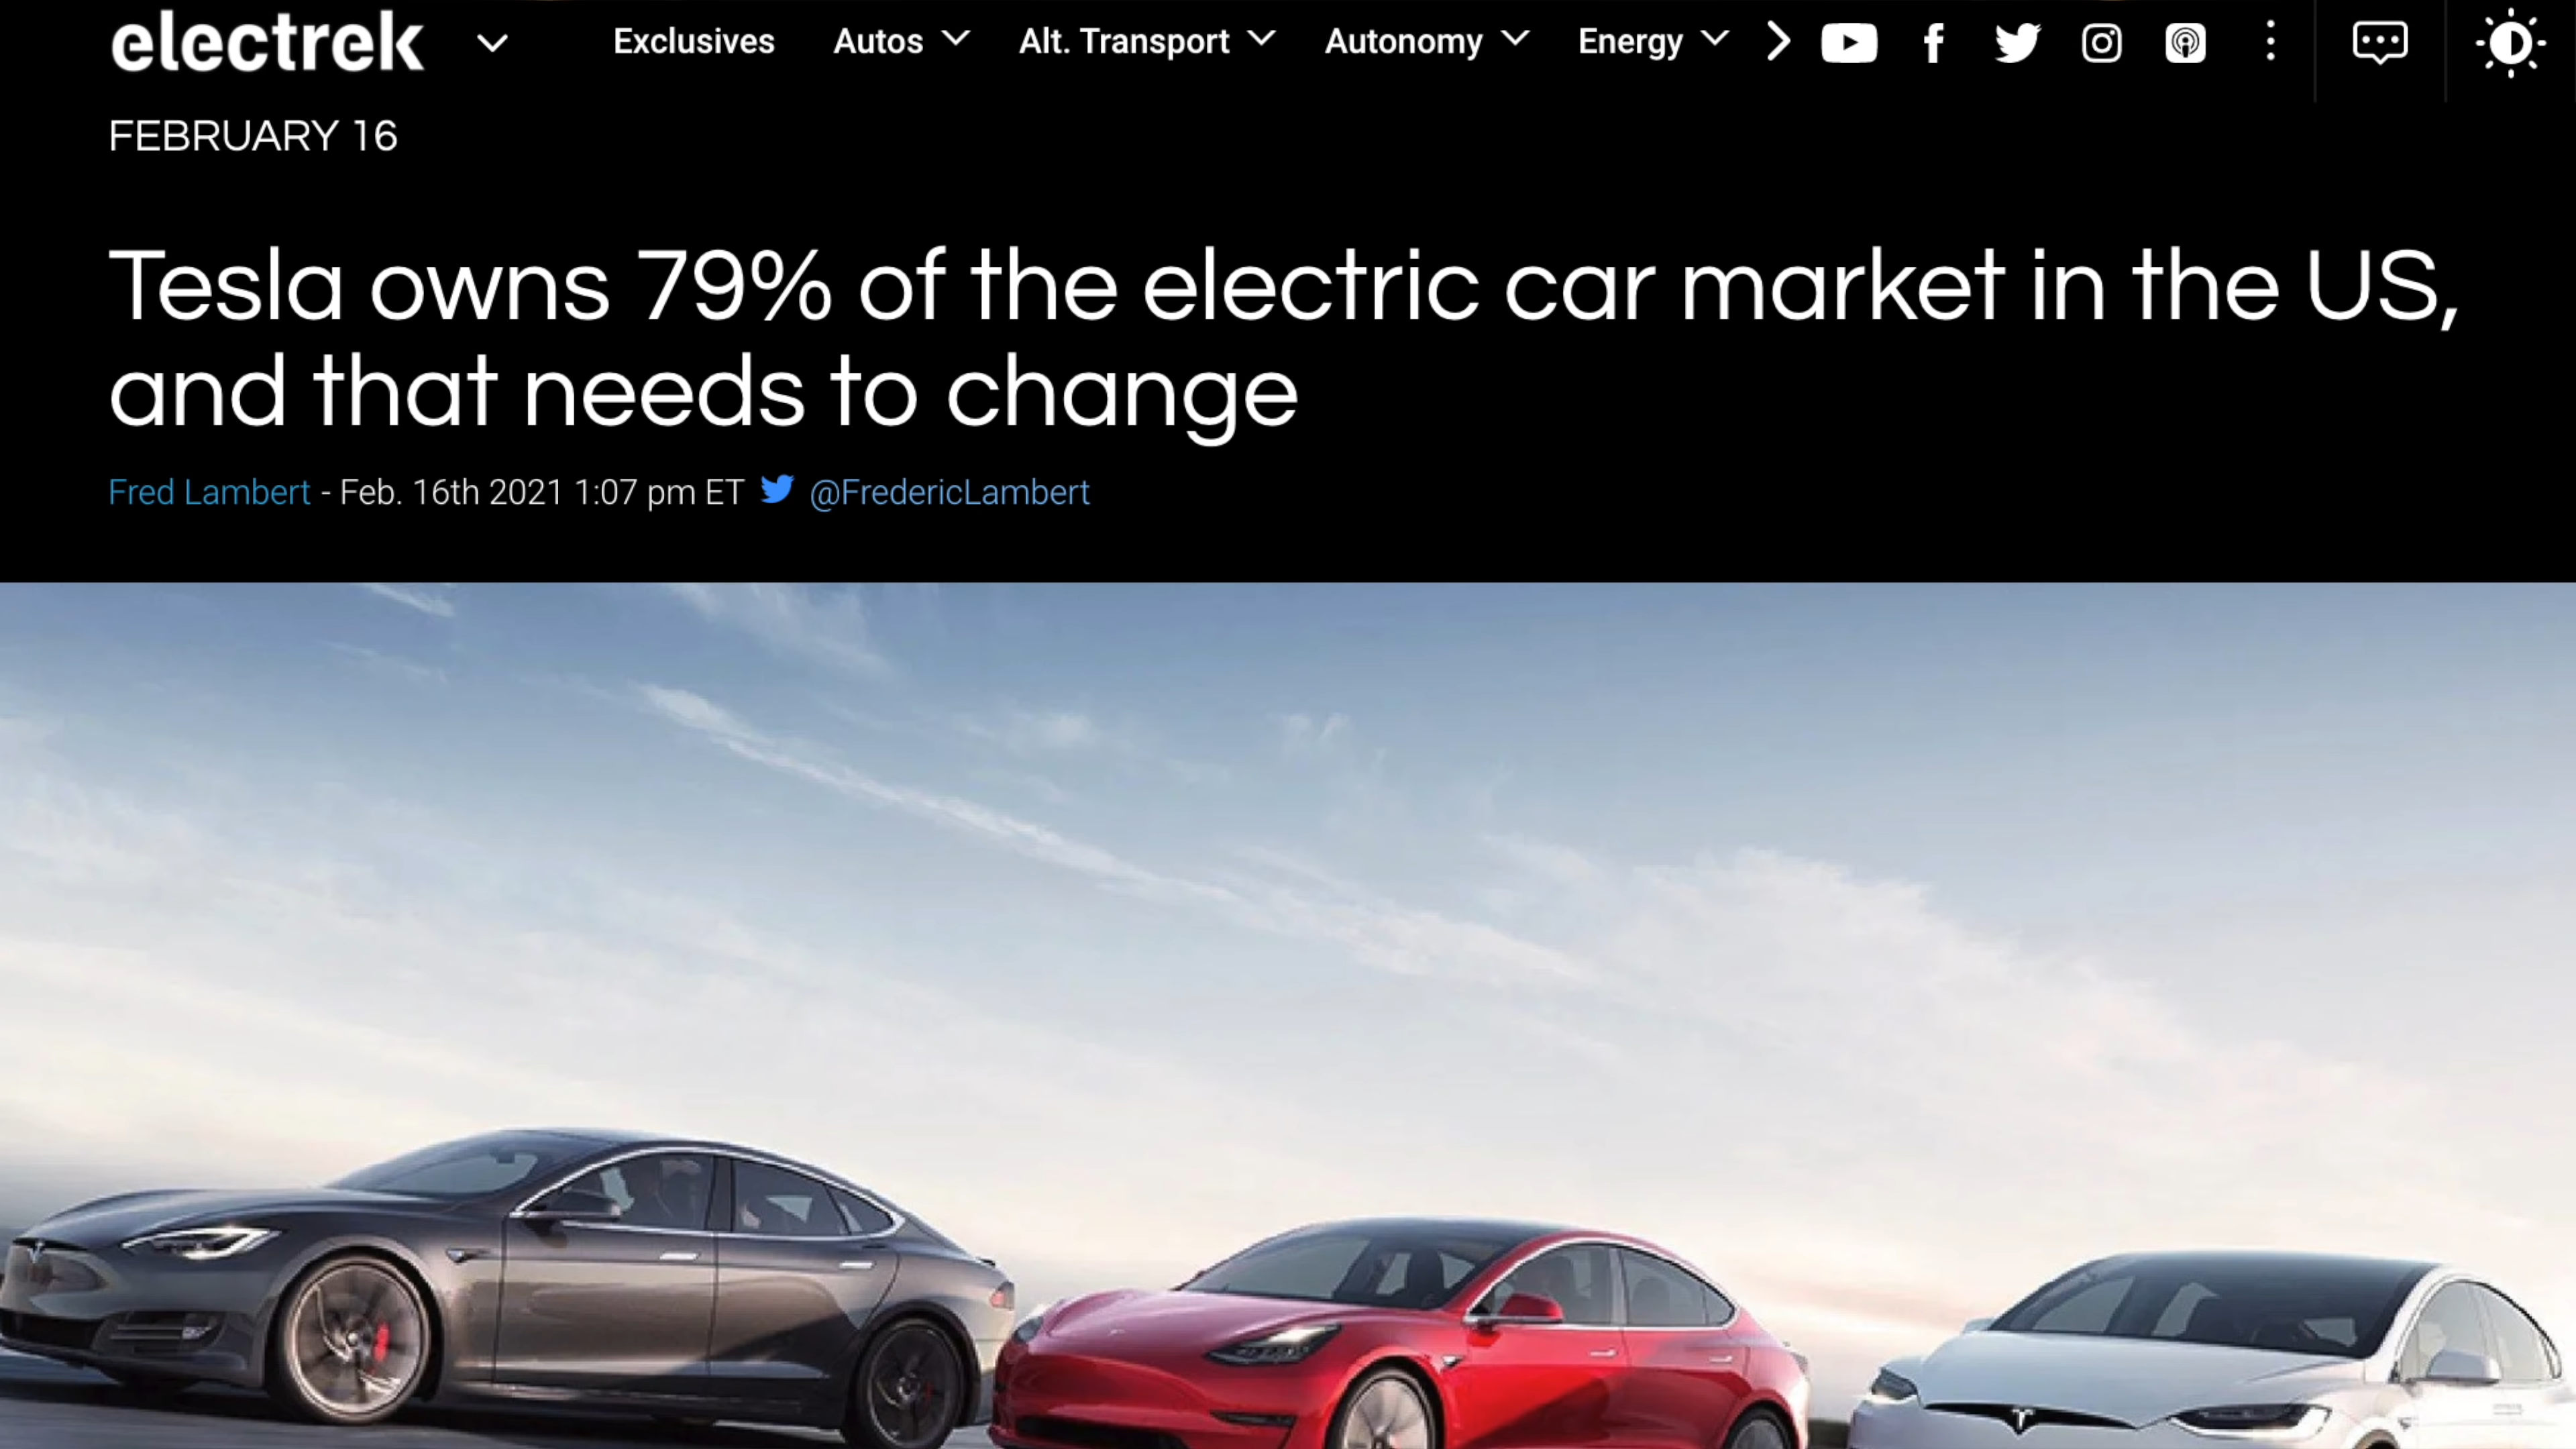 electrek Exclusives Autos Alt. Transport Autonomy Energy
FEBRUARY 16
Tesla owns 79% of the electric car market in the US,
and that needs to change
Fred Lambert - Feb. 16th 2021 1:07 pm ET @FredericLambert